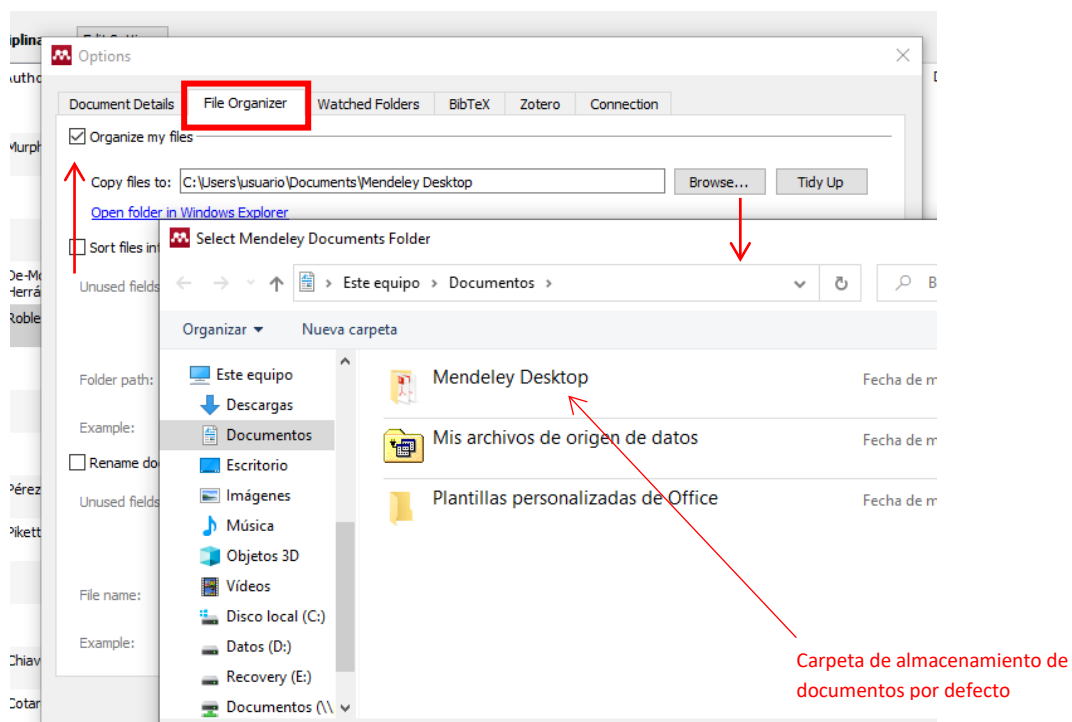 Options
Document Details File Organizer Watched Folders BibTeX Zotero Connection
Organize my files
Copy files to: C:\Users\usuario\Documents\Mendeley Desktop Browse... Tidy Up
Open folder in Windows Explorer
Select Mendeley Documents Folder
Sort files
Unused fields
Este equipo > Documentos >
Organizar Nueva carpeta
Folder path:
Example:
Rename
Unused fields
File name:
Example:
Este equipo
Descargas
Documentos
Escritorio
Imágenes
Música
Objetos 3D
Vídeos
Disco local (C:)
Datos (D:)
Recovery (E:)
Documentos (\\
Mendeley Desktop Fecha de m
Mis archivos de origen de datos Fecha de m
Plantillas personalizadas de Office Fecha de m
Carpeta de almacenamiento de
documentos por defecto